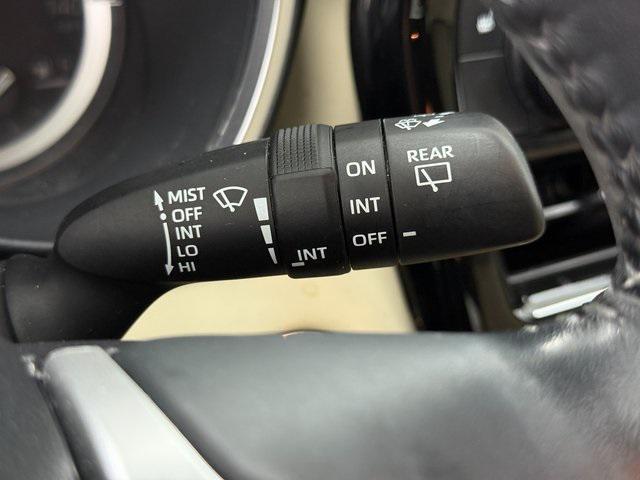 MIST
OFF
INT
LO
HI
INT
ON
INT
OFF
REAR